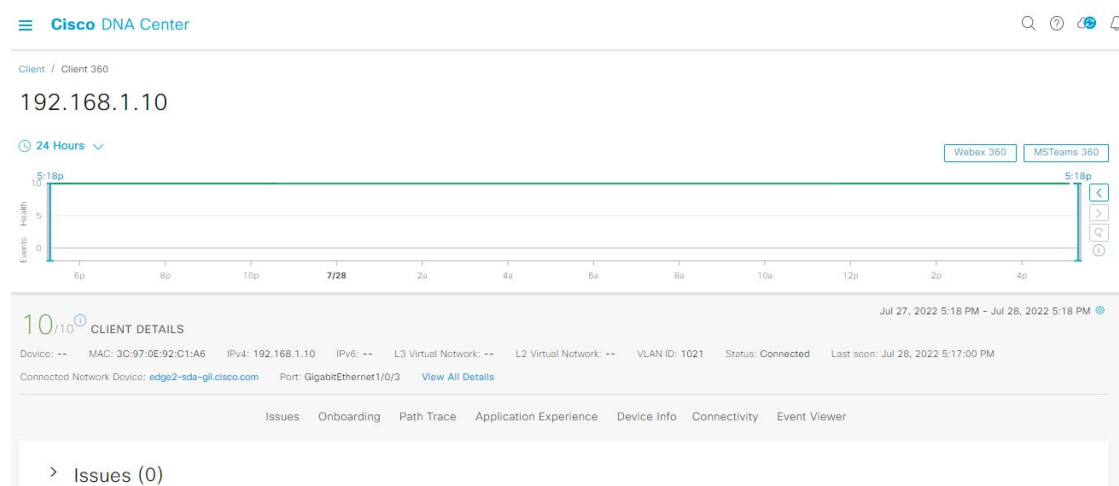 Cisco DNA Center
Client / Client 360
192.168.1.10
24 Hours
Webex 360 MSTeams 360
5:18p 5:18p
10
5
0
Health
Events
6p 8p 10p 7/28 2a 4a 6a 8a 10a 12p 2p 4p
Jul 27, 2022 5:18 PM - Jul 28, 2022 5:18 PM
10/10 CLIENT DETAILS
Device: -- MAC: 3C:97:0E:92:C1:A6 IPv4: 192.168.1.10 IPv6: -- L3 Virtual Network: -- L2 Virtual Network: -- VLAN ID: 1021 Status: Connected Last seen: Jul 28, 2022 5:17:00 PM
Connected Network Device: edge2-sda-gil.cisco.com Port: GigabitEthernet1/0/3 View All Details
Issues Onboarding Path Trace Application Experience Device Info Connectivity Event Viewer
Issues (0)